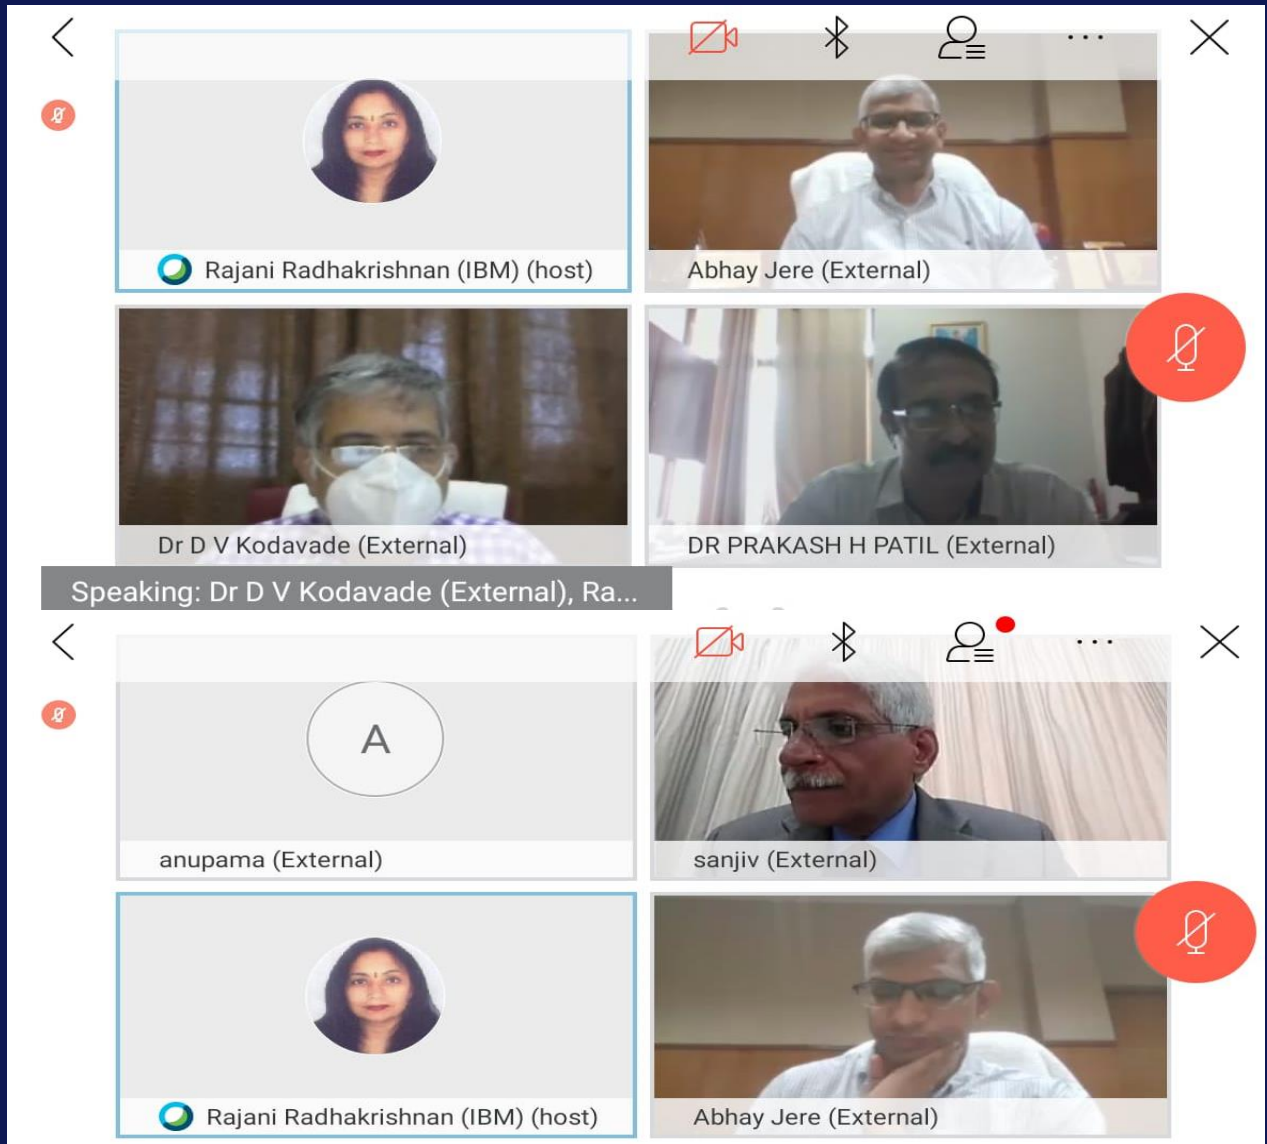 Rajani Radhakrishnan (IBM) (host)
Abhay Jere (External)
Dr D V Kodavade (External)
DR PRAKASH H PATIL (External)
Speaking: Dr D V Kodavade (External), Ra...
A
anupama (External)
sanjiv (External)
Rajani Radhakrishnan (IBM) (host)
Abhay Jere (External)